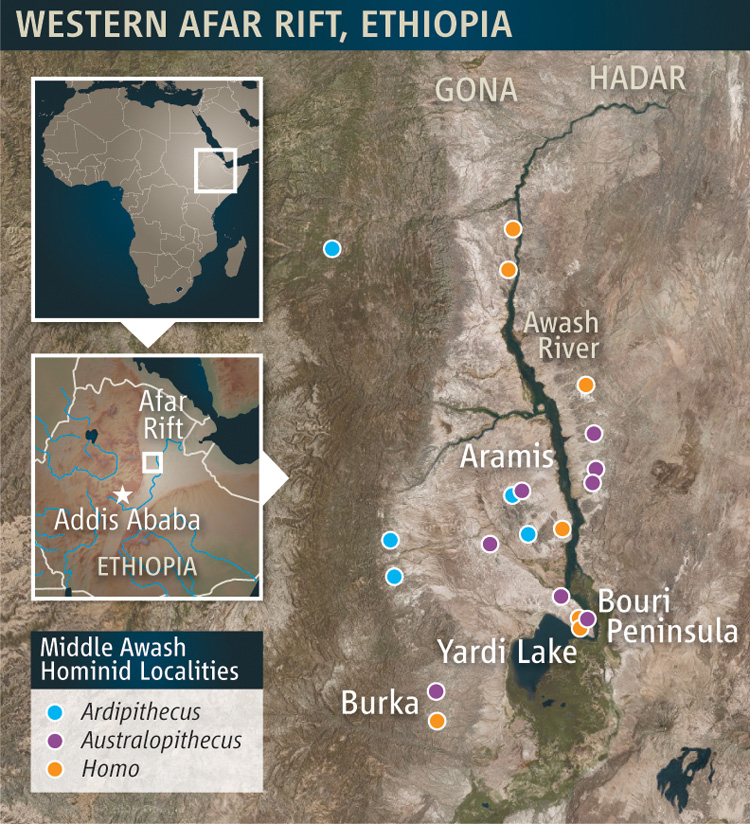 WESTERN AFAR RIFT, ETHIOPIA
GONA
HADAR
Awash
River
Afar
Rift
Addis Ababa
ETHIOPIA
Aramis
Bouri
Peninsula
Yardi Lake
Burka
Middle Awash
Hominid Localities
Ardipithecus
Australopithecus
Homo